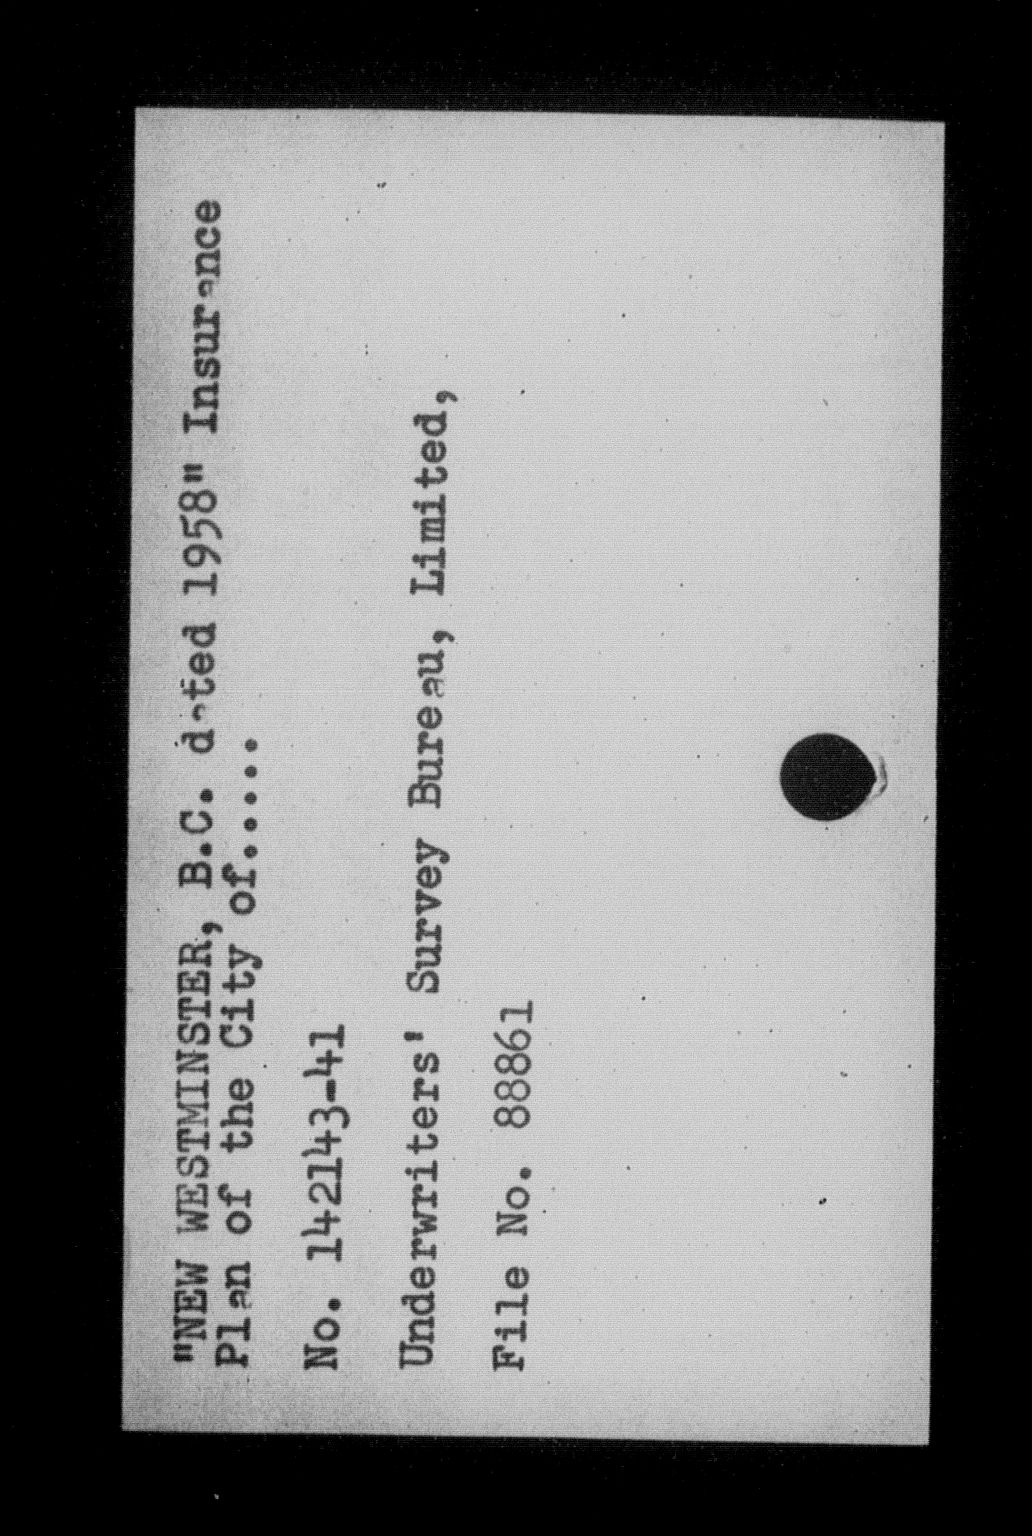 "NEW WESTMINSTER, B.C. dated 1958" Insurance
Plan of the City of......
No. 142143-41
Underwriters' Survey Bureau, Limited,
File No. 88861